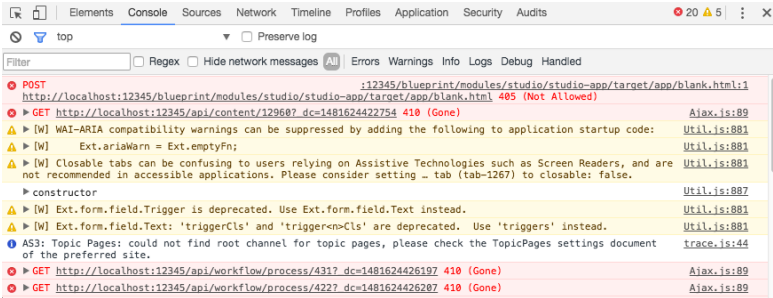 Elements Console Sources Network Timeline Profiles Application Security Audits 20 5
top Preserve log
Filter Regex Hide network messages All Errors Warnings Info Logs Debug Handled
POST :12345/blueprint/modules/studio/studio-app/target/app/blank.html:1
http://localhost:12345/blueprint/modules/studio/studio-app/target/app/blank.html 405 (Not Allowed)
GET http://localhost:12345/api/content/12960?_dc=1481624422754 410 (Gone) Ajax.js:89
[W] WAI-ARIA compatibility warnings can be suppressed by adding the following to application startup code: Util.js:881
[W] Ext.ariaWarn = Ext.emptyFn; Util.js:881
[W] Closable tabs can be confusing to users relying on Assistive Technologies such as Screen Readers, and are Util.js:881
not recommended in accessible applications. Please consider setting … tab (tab-1267) to closable: false.
constructor Util.js:887
[W] Ext.form.field.Trigger is deprecated. Use Ext.form.field.Text instead. Util.js:881
[W] Ext.form.field.Text: 'triggerCls' and 'trigger<n>Cls' are deprecated. Use 'triggers' instead. Util.js:881
AS3: Topic Pages: could not find root channel for topic pages, please check the TopicPages settings document trace.js:44
of the preferred site.
GET http://localhost:12345/api/workflow/process/431?_dc=1481624426197 410 (Gone) Ajax.js:89
GET http://localhost:12345/api/workflow/process/422?_dc=1481624426207 410 (Gone) Ajax.js:89